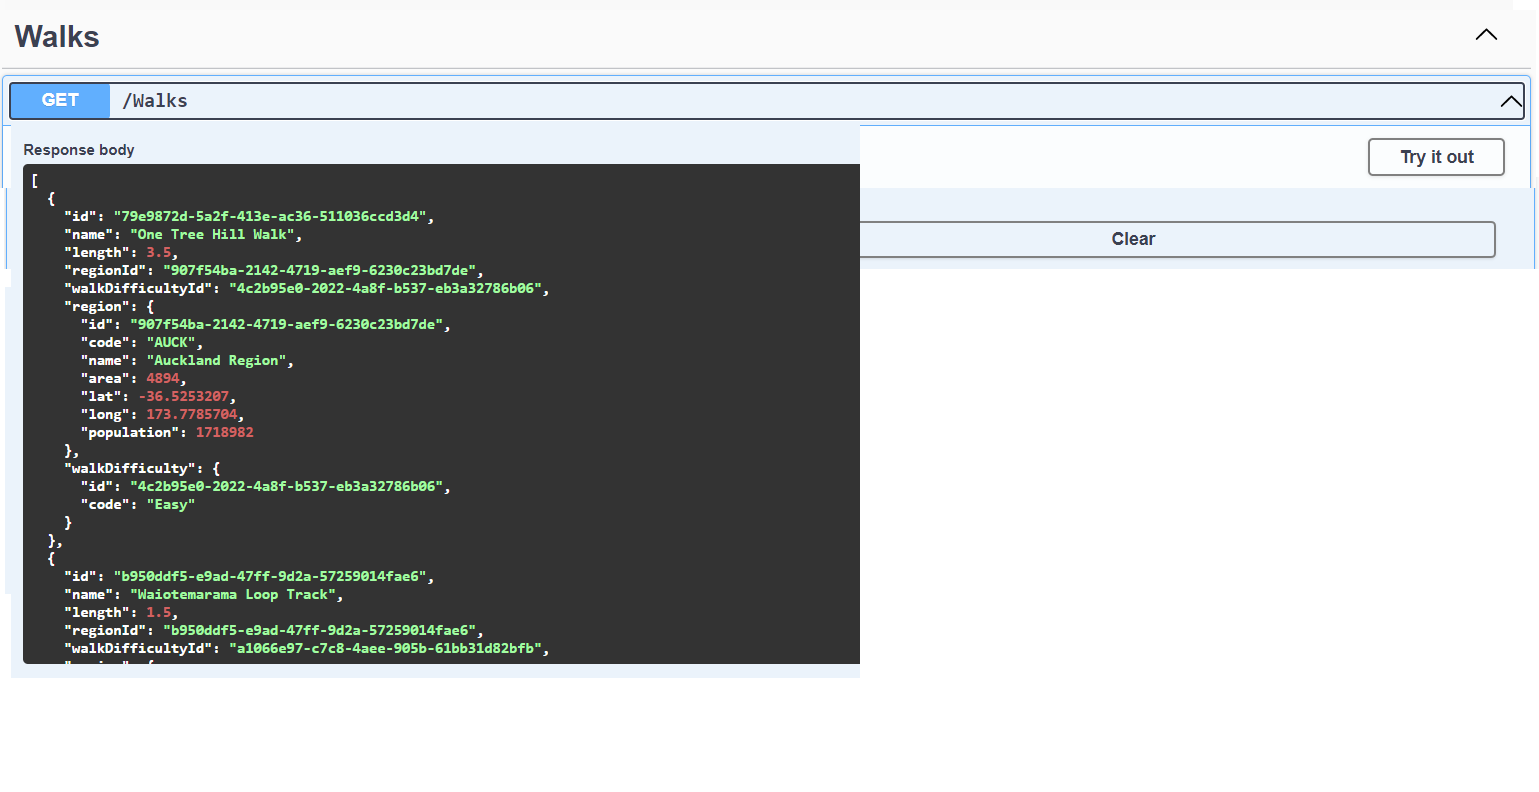 Walks
GET /Walks
Try it out
Clear
Response body
[
  {
    "id": "79e9872d-5a2f-413e-ac36-511036ccd3d4",
    "name": "One Tree Hill Walk",
    "length": 3.5,
    "regionId": "907f54ba-2142-4719-aef9-6230c23bd7de",
    "walkDifficultyId": "4c2b95e0-2022-4a8f-b537-eb3a32786b06",
    "region": {
      "id": "907f54ba-2142-4719-aef9-6230c23bd7de",
      "code": "AUCK",
      "name": "Auckland Region",
      "area": 4894,
      "lat": -36.5253207,
      "long": 173.7785704,
      "population": 1718982
    },
    "walkDifficulty": {
      "id": "4c2b95e0-2022-4a8f-b537-eb3a32786b06",
      "code": "Easy"
    }
  },
  {
    "id": "b950ddf5-e9ad-47ff-9d2a-57259014fae6",
    "name": "Waiotemarama Loop Track",
    "length": 1.5,
    "regionId": "b950ddf5-e9ad-47ff-9d2a-57259014fae6",
    "walkDifficultyId": "a1066e97-c7c8-4aee-905b-61bb31d82bfb",